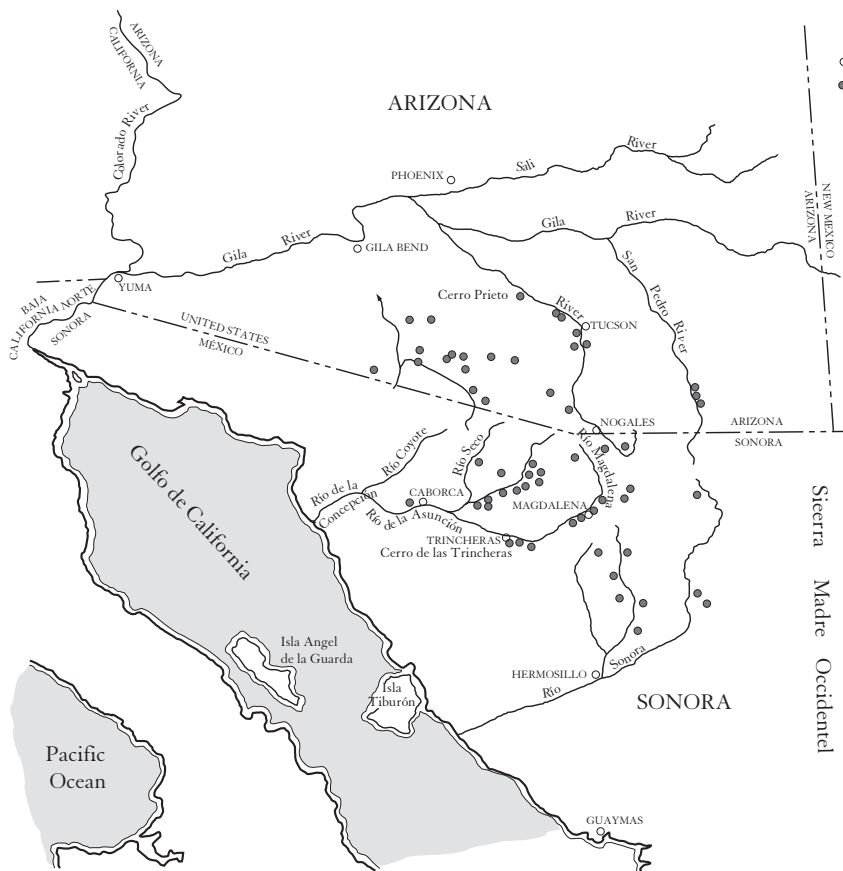 ARIZONA
CALIFORNIA
Colorado River
ARIZONA
PHOENIX
Sali
River
NEW MEXICO
ARIZONA
Gila
River
Gila
River
GILA BEND
San
Pedro
River
YUMA
BAJA
CALIFORNIA NORTE
SONORA
UNITED STATES
MÉXICO
Cerro Prieto
River
TUCSON
NOGALES
ARIZONA
SONORA
Golfo de California
Río Coyote
Río Seco
Río Magdalena
Río de la
Concepción
CABORCA
Río de la Asunción
MAGDALENA
TRINCHERAS
Cerro de las Trincheras
Sieerra Madre Occidentel
Isla Angel
de la Guarda
Isla
Tiburón
HERMOSILLO
Río
Sonora
SONORA
Pacific
Ocean
GUAYMAS